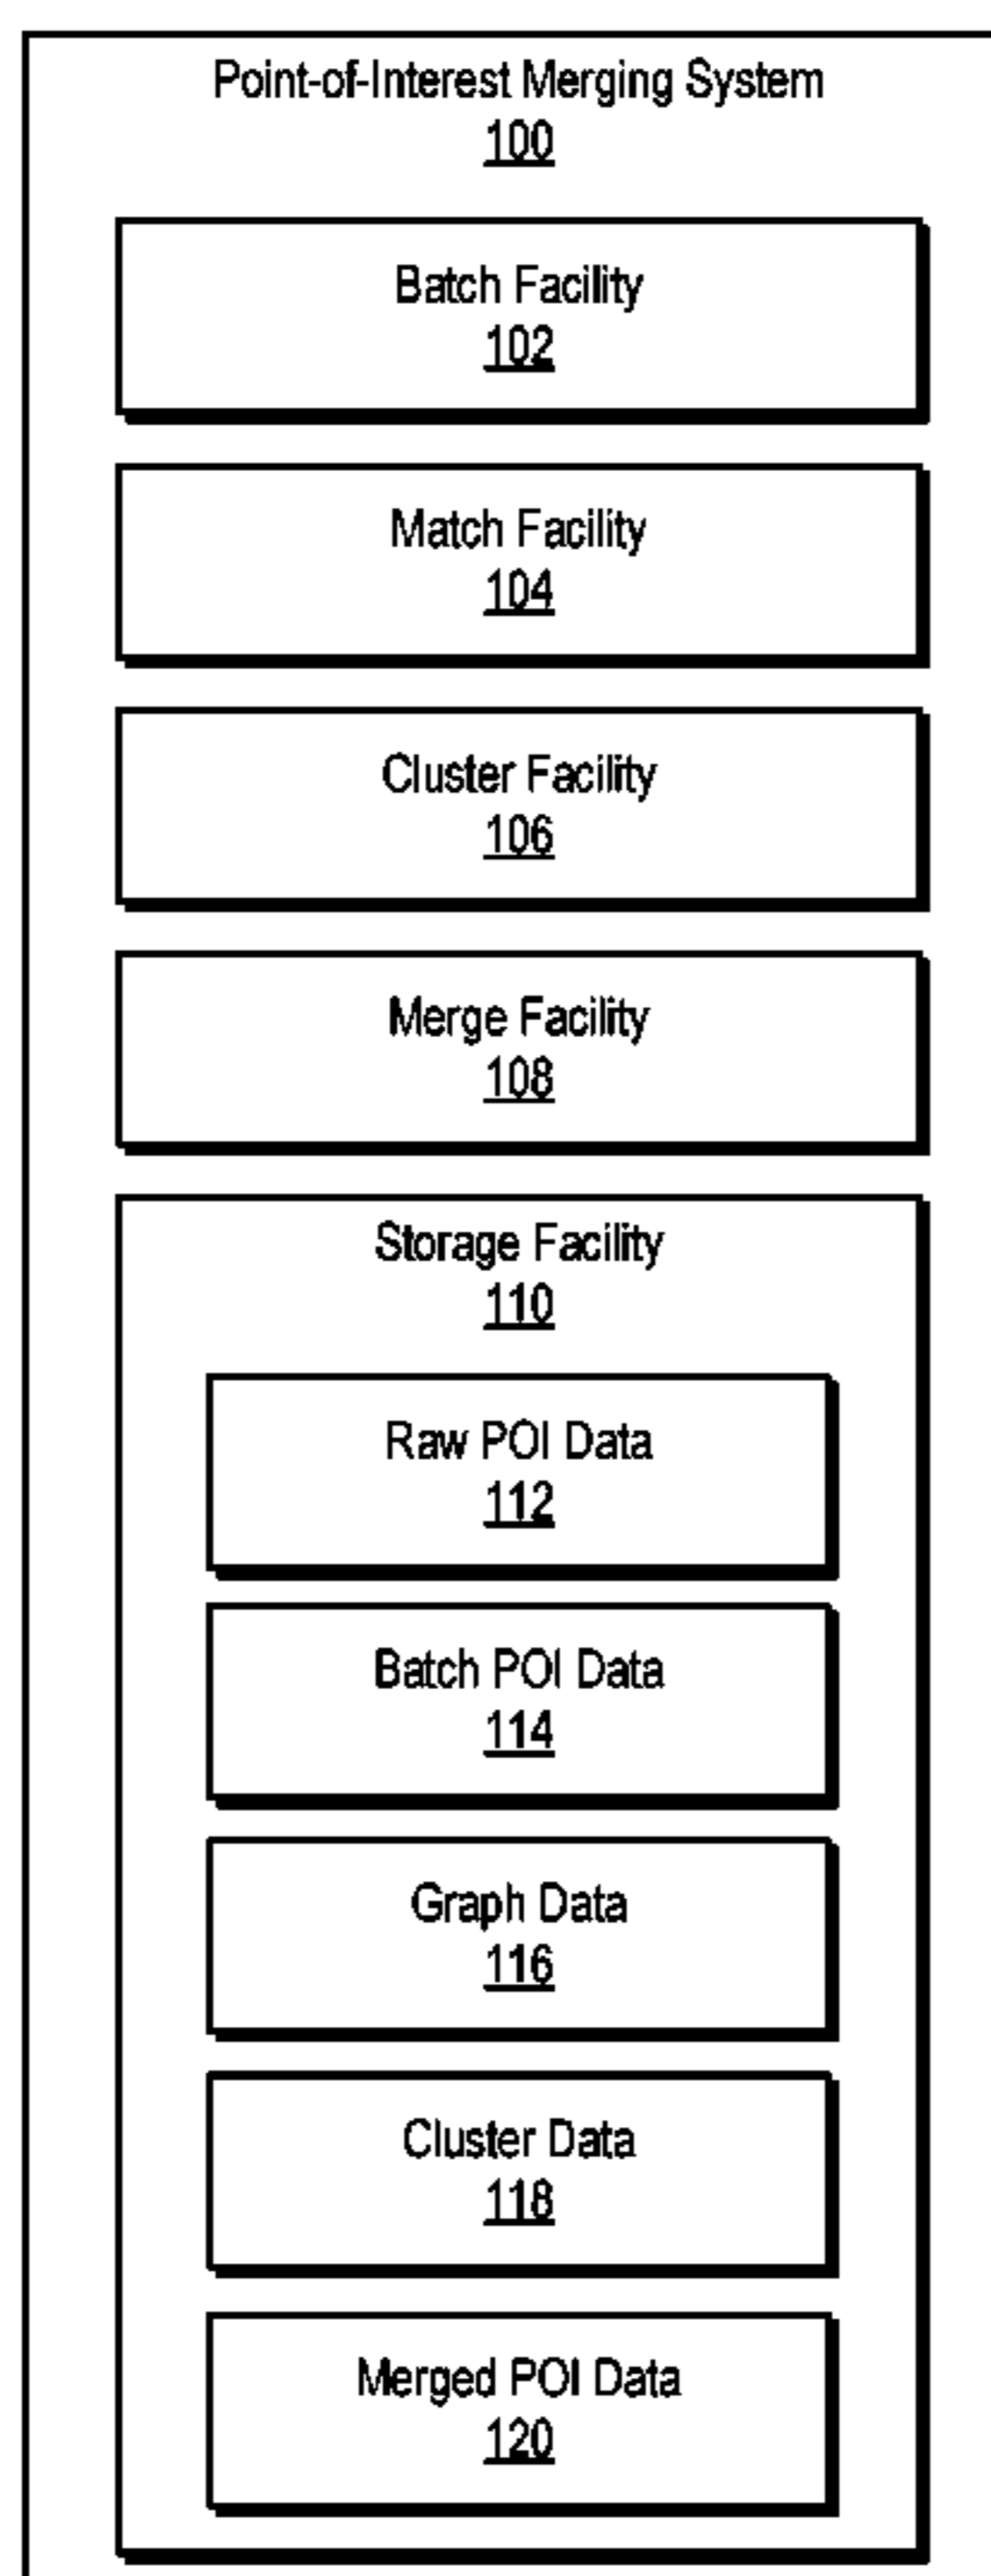 Point-of-Interest Merging System
100
Batch Facility
102
Match Facility
104
Cluster Facility
106
Merge Facility
108
Storage Facility
110
Raw POI Data
112
Batch POI Data
114
Graph Data
116
Cluster Data
118
Merged POI Data
120